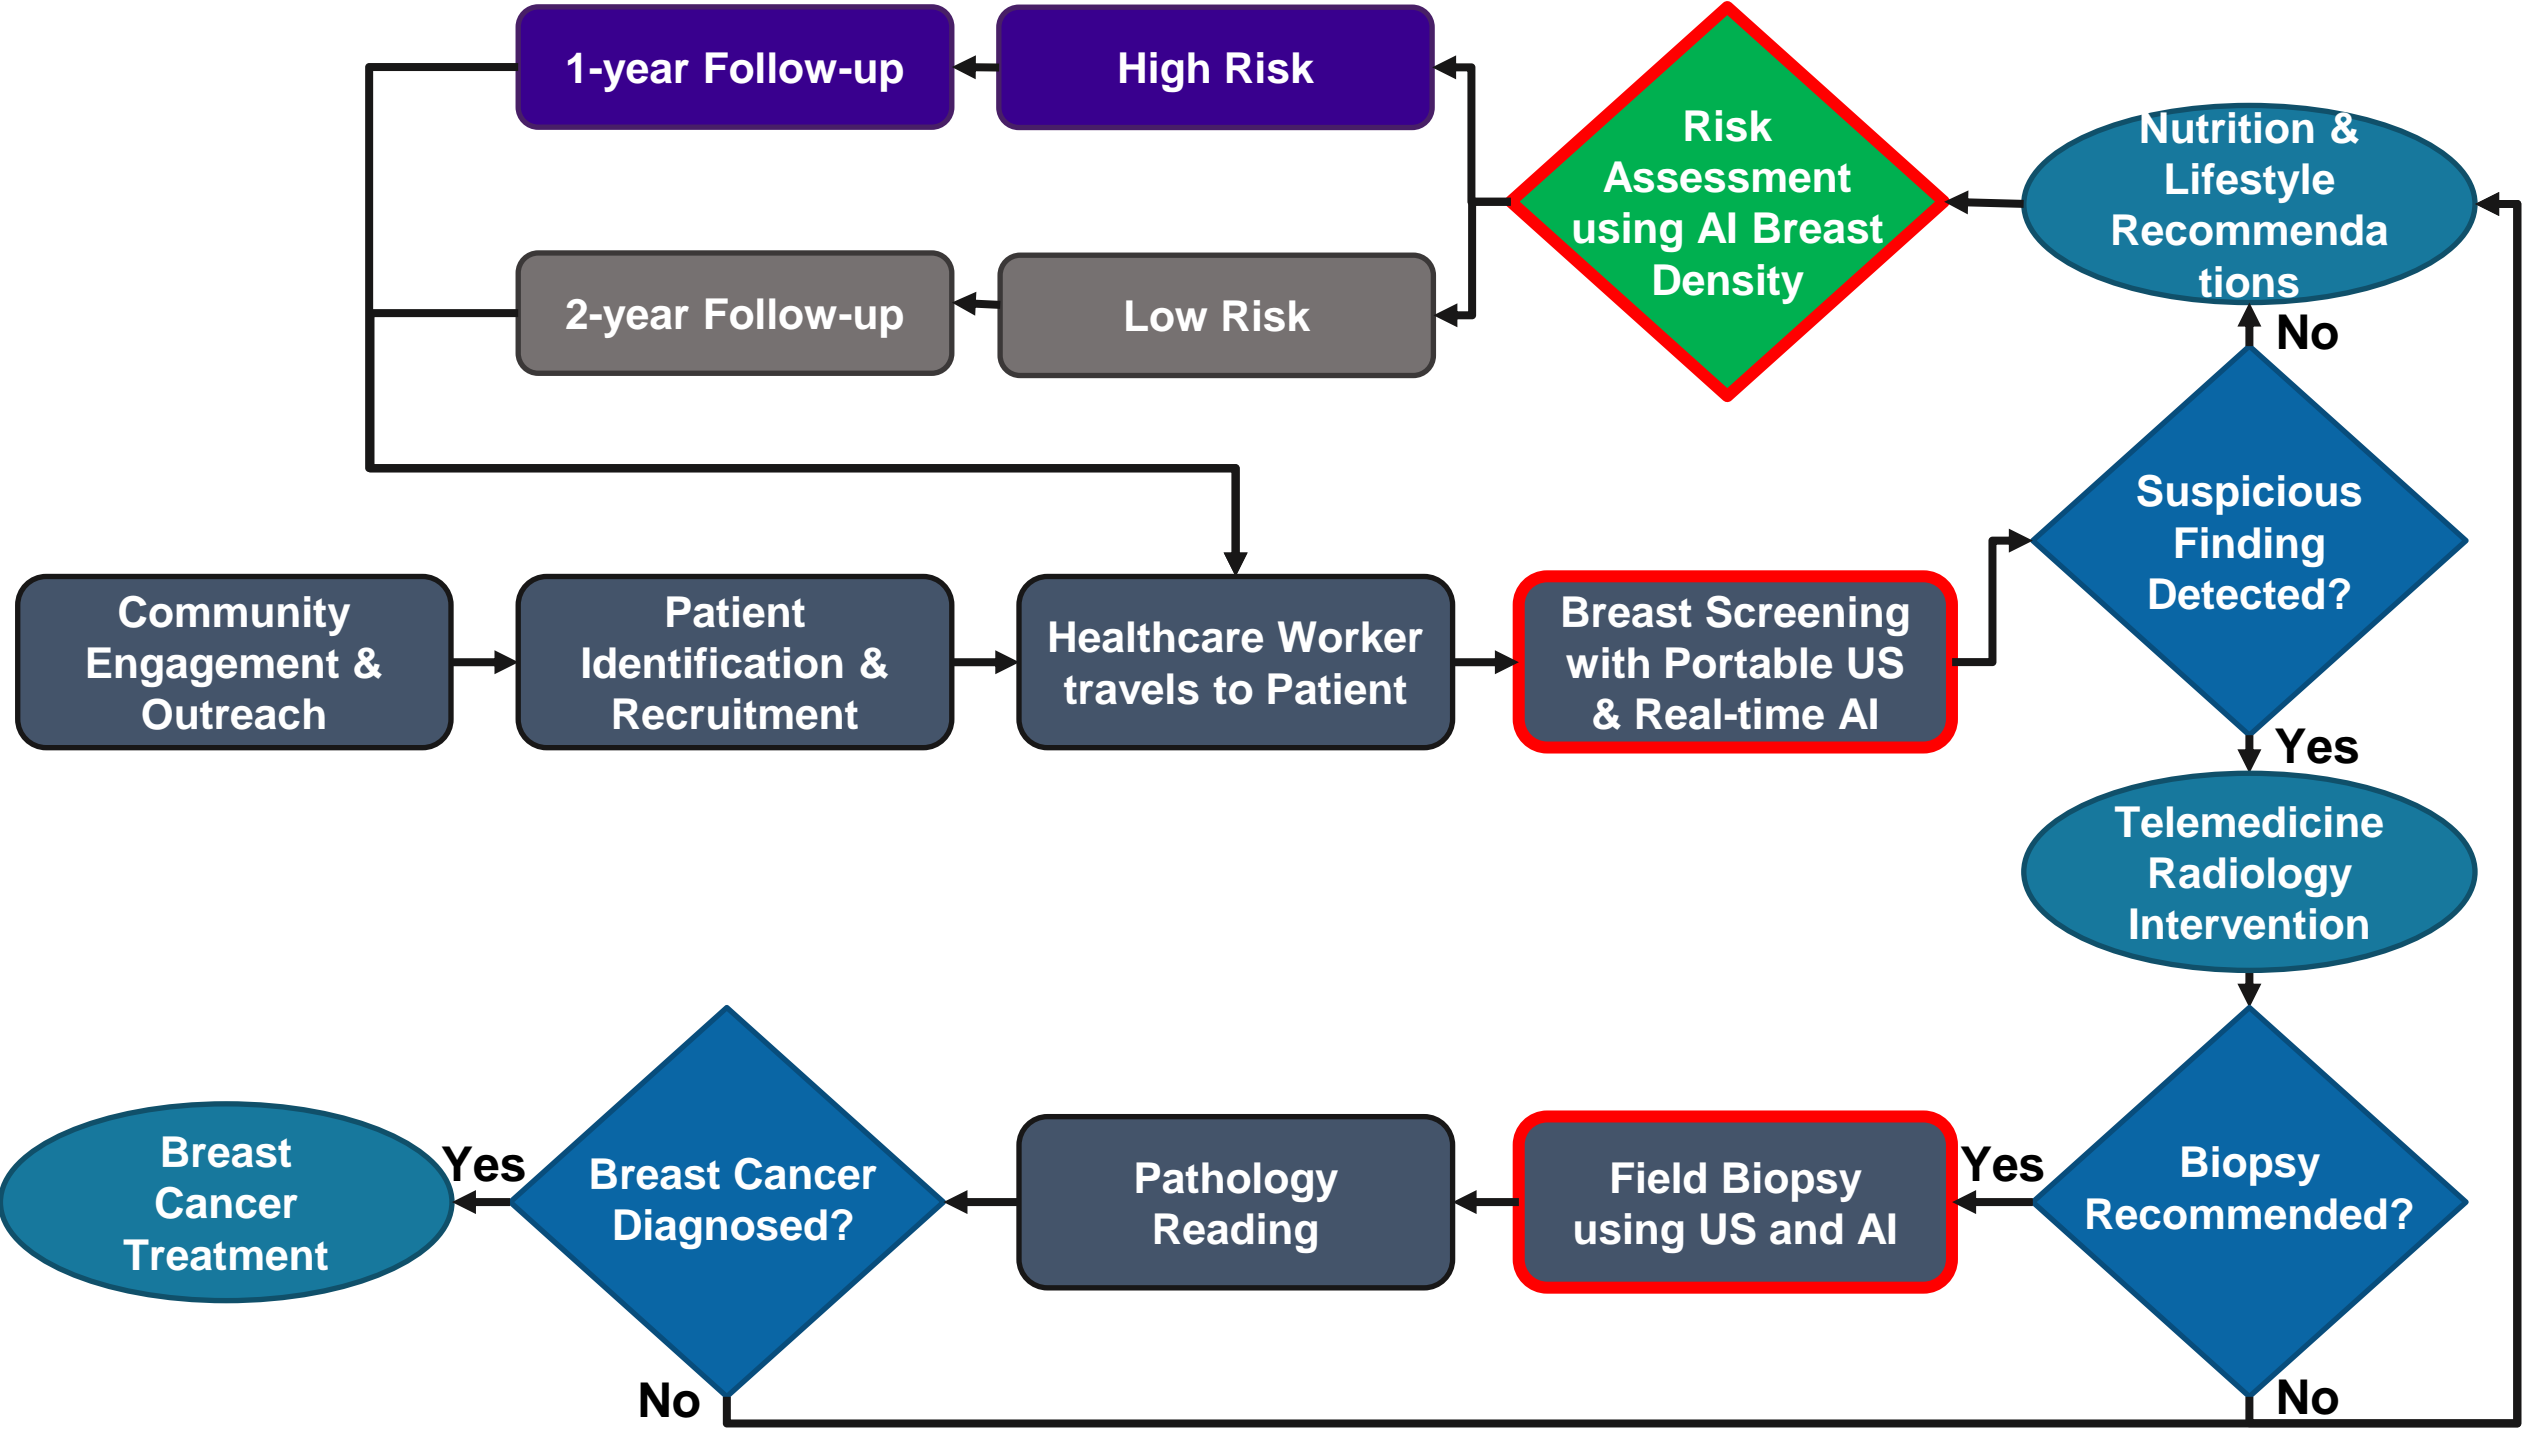 1-year Follow-up
High Risk
Risk
Assessment
using AI Breast
Density
Nutrition &
Lifestyle
Recommenda
tions
2-year Follow-up
Low Risk
No
Suspicious
Finding
Detected?
Community
Engagement &
Outreach
Patient
Identification &
Recruitment
Healthcare Worker
travels to Patient
Breast Screening
with Portable US
& Real-time AI
Yes
Telemedicine
Radiology
Intervention
Biopsy
Recommended?
Yes
Field Biopsy
using US and AI
Pathology
Reading
Breast Cancer
Diagnosed?
Yes
Breast
Cancer
Treatment
No
No